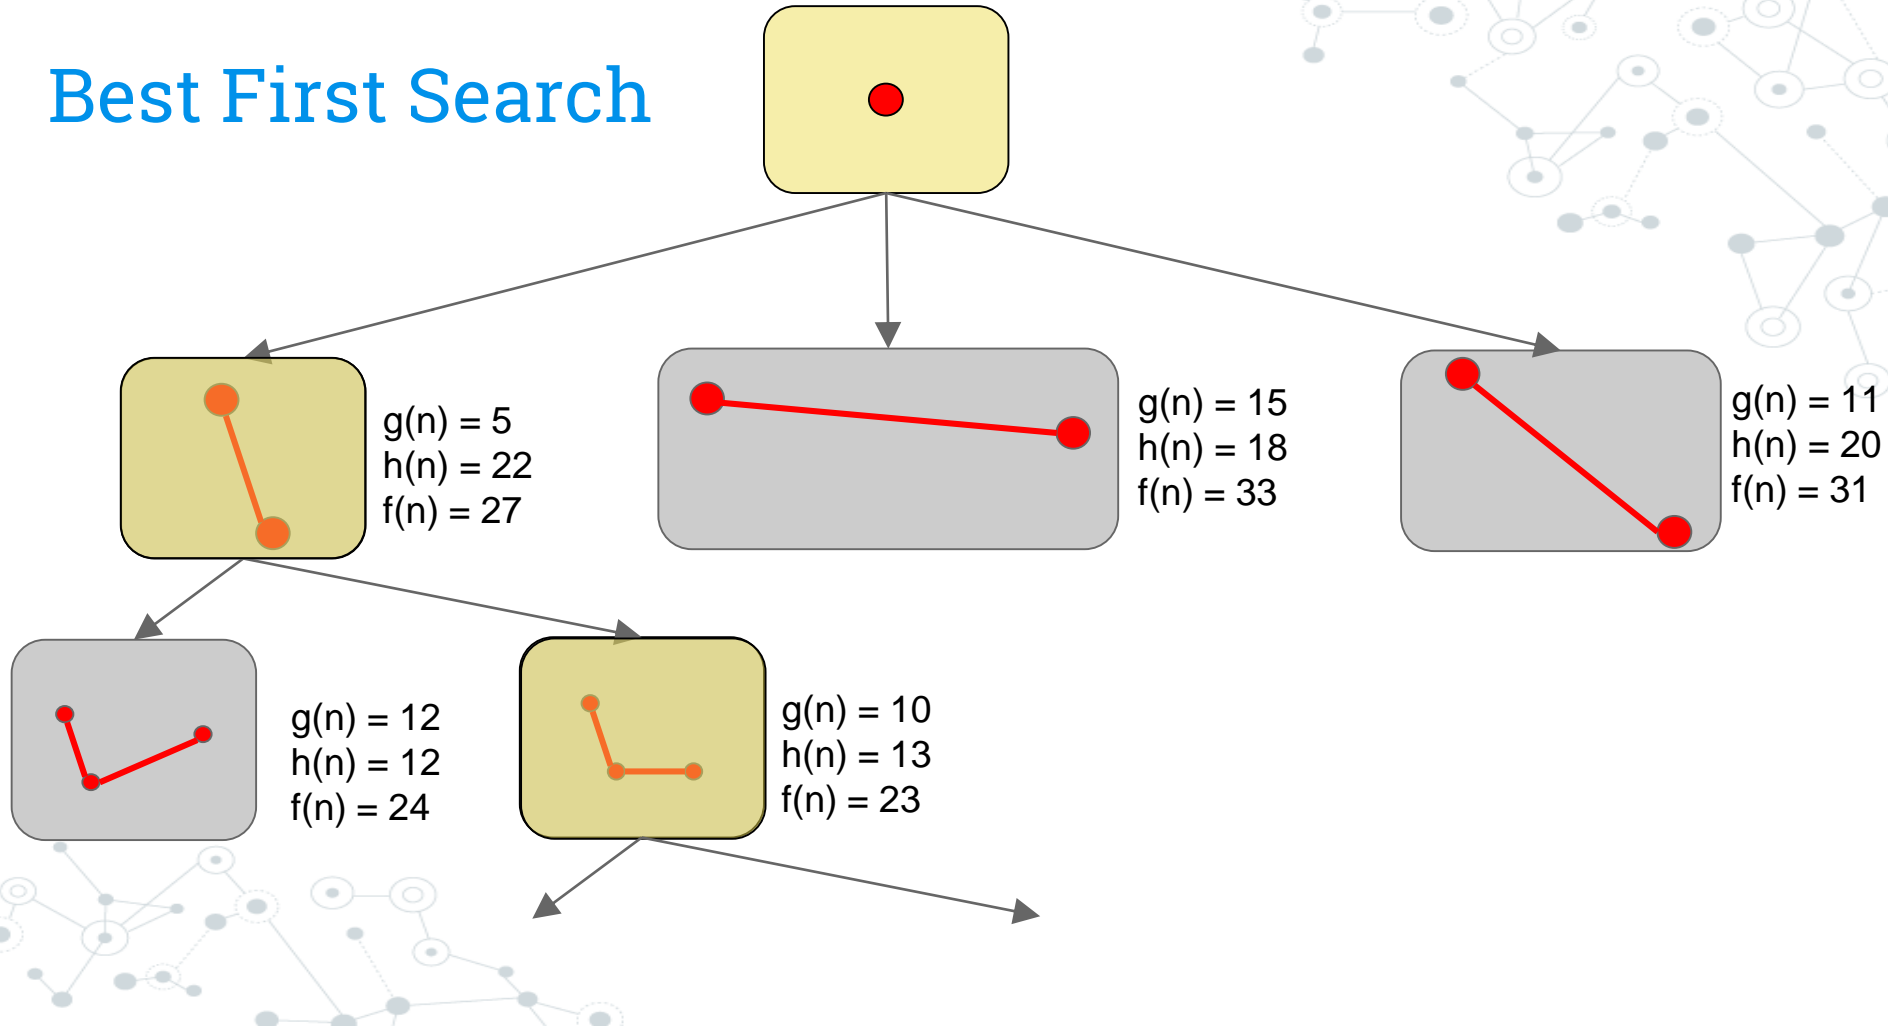 Best First Search
g(n) = 5
h(n) = 22
f(n) = 27
g(n) = 15
h(n) = 18
f(n) = 33
g(n) = 11
h(n) = 20
f(n) = 31
g(n) = 12
h(n) = 12
f(n) = 24
g(n) = 10
h(n) = 13
f(n) = 23